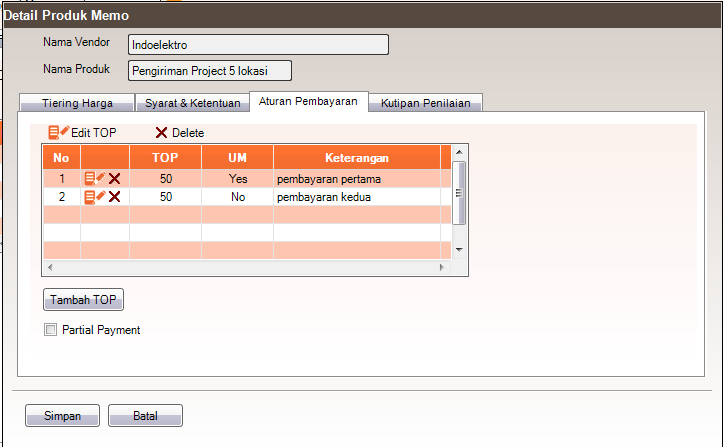 Detail Produk Memo
Nama Vendor Indoelektro
Nama Produk Pengiriman Project 5 lokasi
Tiering Harga Syarat & Ketentuan Aturan Pembayaran Kutipan Penilaian
Edit TOP Delete
No TOP UM Keterangan
1 50 Yes pembayaran pertama
2 50 No pembayaran kedua
Tambah TOP
Partial Payment
Simpan Batal